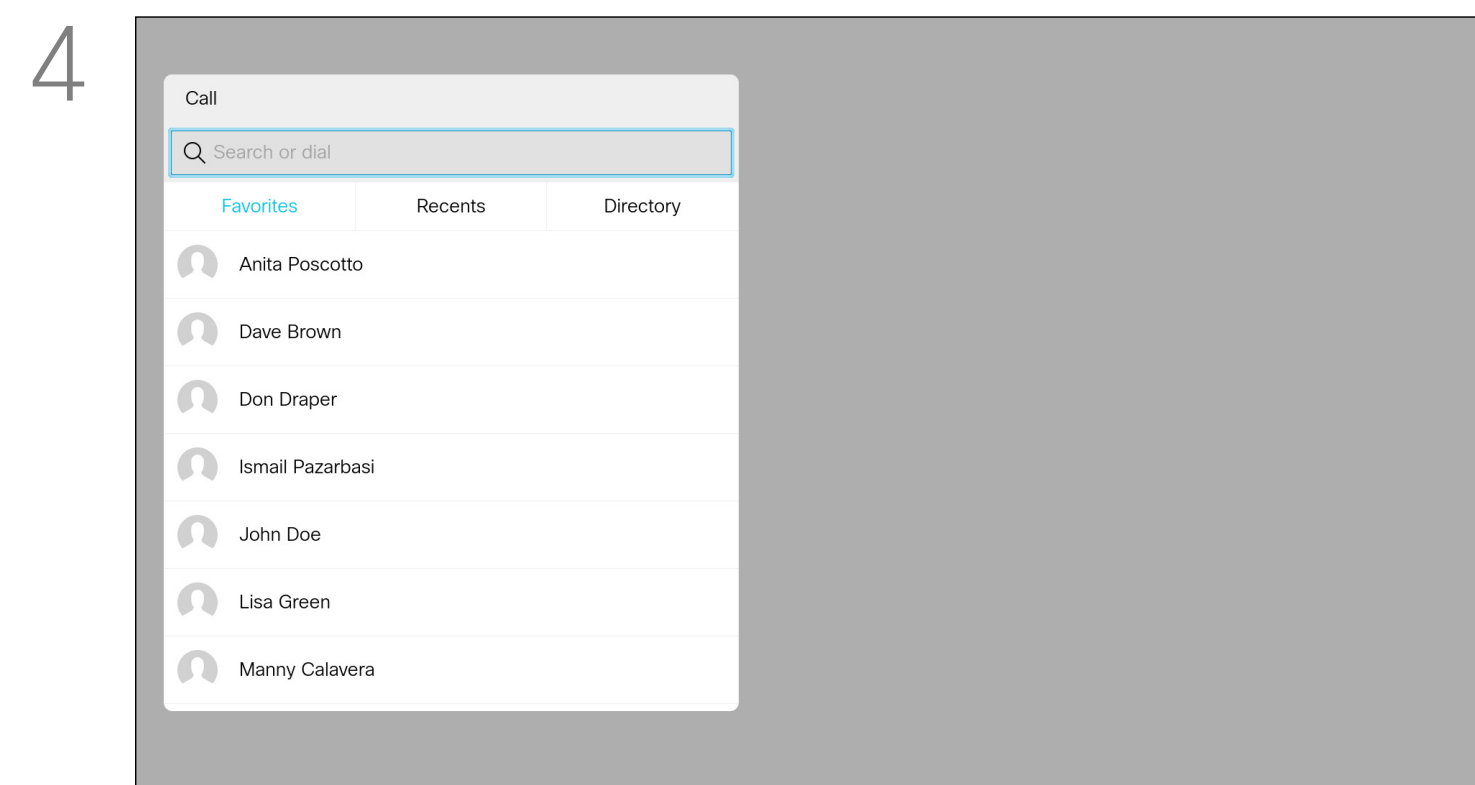 4
Call
Search or dial
Favorites Recents Directory
Anita Poscotto
Dave Brown
Don Draper
Ismail Pazarbasi
John Doe
Lisa Green
Manny Calavera